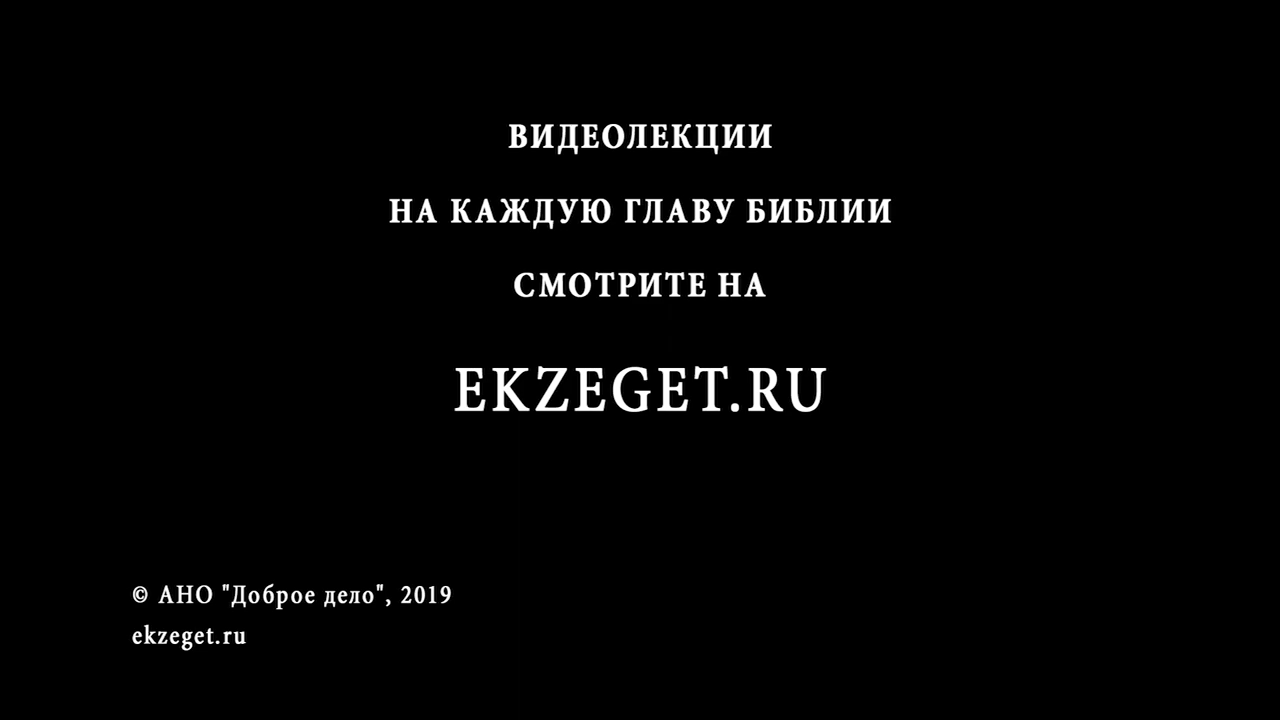 ВИДЕОЛЕКЦИИ
НА КАЖДУЮ ГЛАВУ БИБЛИИ
СМОТРИТЕ НА
EKZEGET.RU
© АНО "Доброе дело", 2019
ekzeget.ru